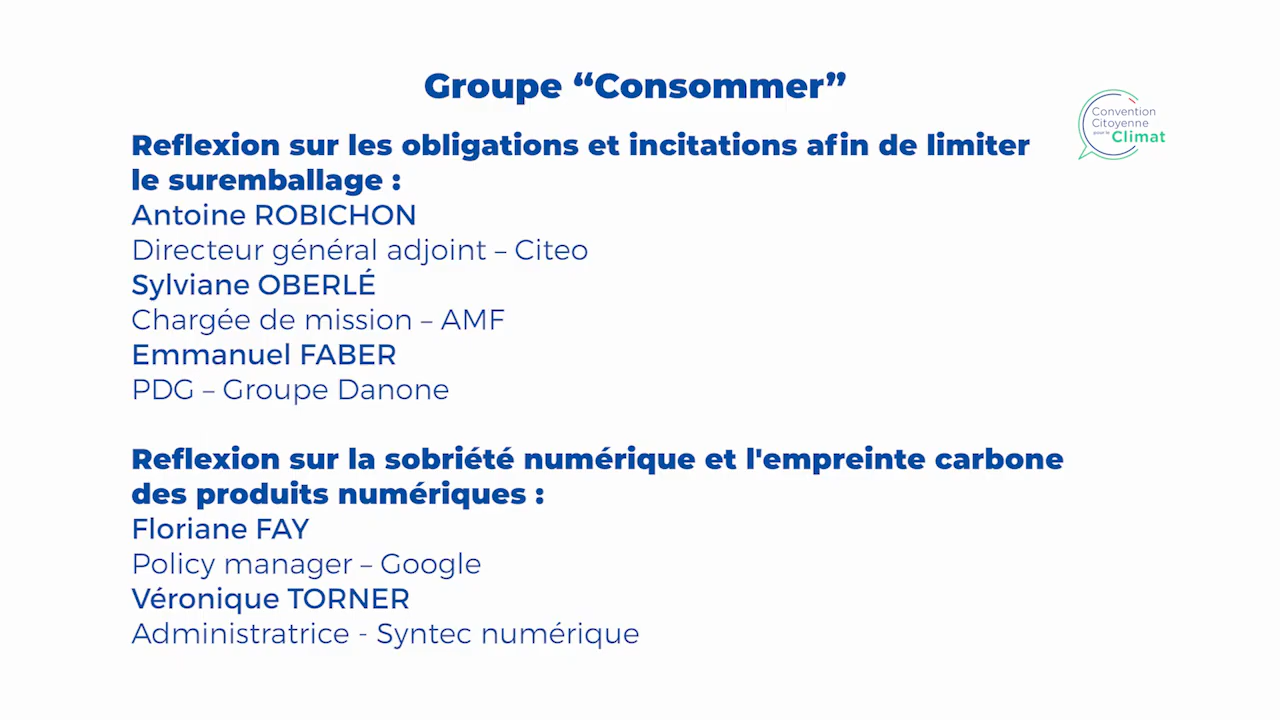 Groupe “Consommer”
Convention
Citoyenne
pour le
Climat
Reflexion sur les obligations et incitations afin de limiter
le suremballage :
Antoine ROBICHON
Directeur général adjoint – Citeo
Sylviane OBERLÉ
Chargée de mission – AMF
Emmanuel FABER
PDG – Groupe Danone
Reflexion sur la sobriété numérique et l'empreinte carbone
des produits numériques :
Floriane FAY
Policy manager – Google
Véronique TORNER
Administratrice - Syntec numérique